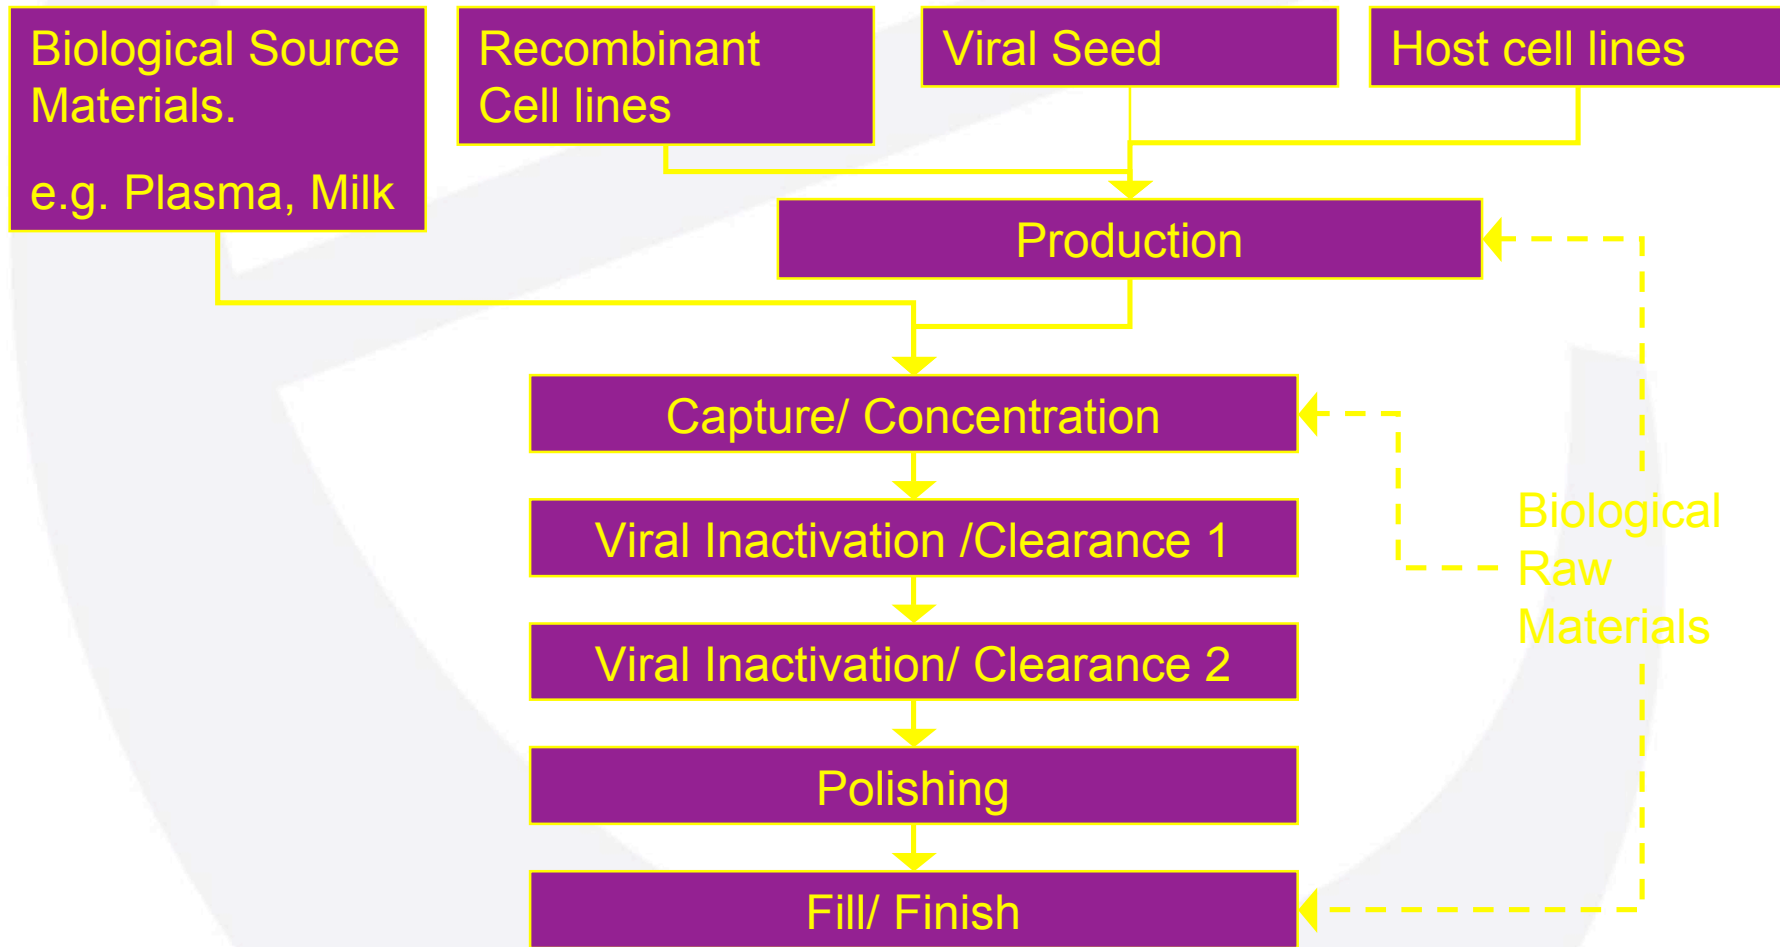 Biological Source
Materials.
e.g. Plasma, Milk
Recombinant
Cell lines
Viral Seed
Host cell lines
Production
Capture/ Concentration
Viral Inactivation /Clearance 1
Viral Inactivation/ Clearance 2
Polishing
Fill/ Finish
Biological
Raw
Materials